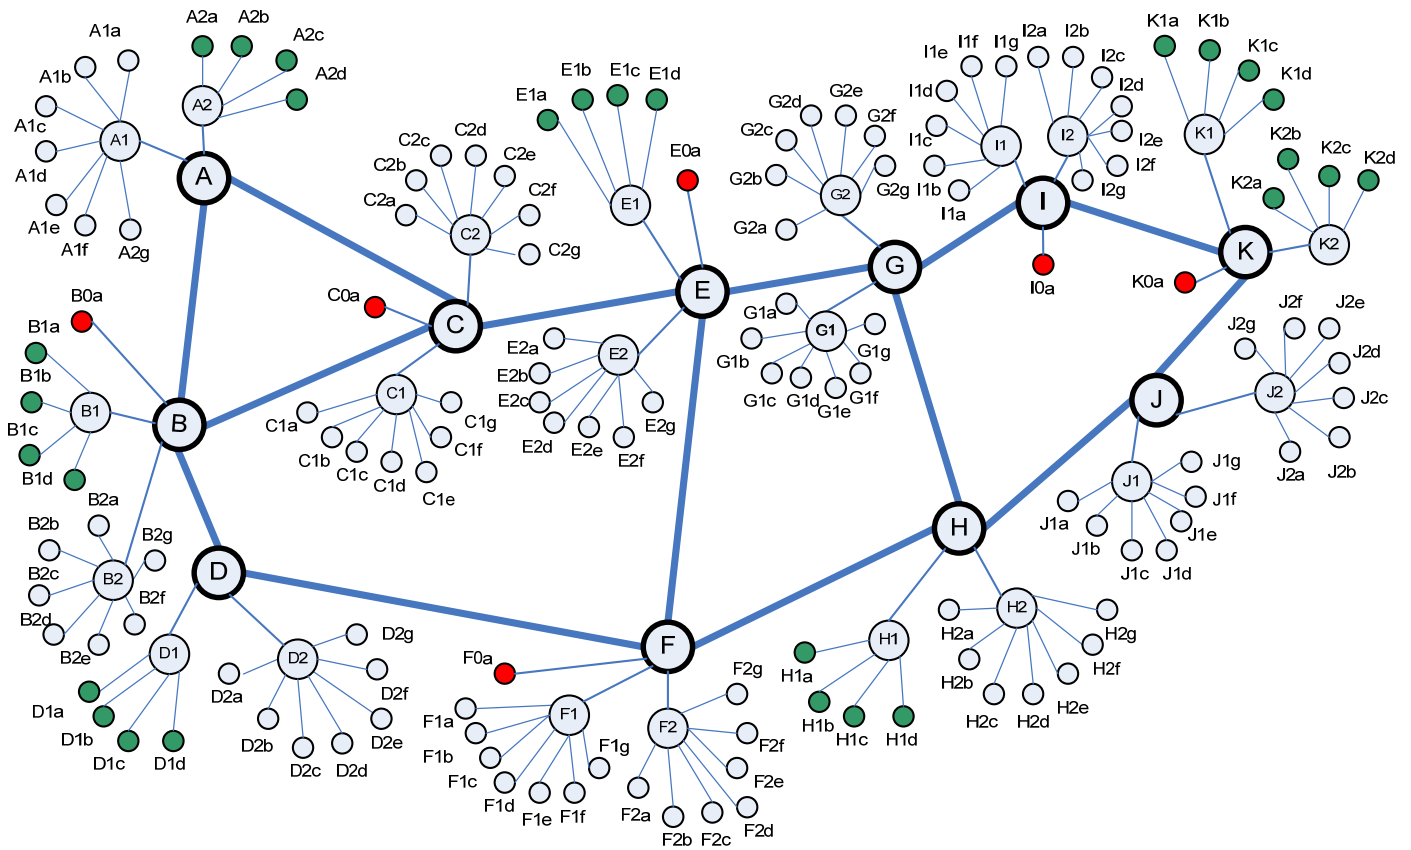 A1a
A1b
A1c
A1d
A1e
A1f
A2g
A1
A2a
A2b
A2c
A2d
A2
A
B0a
B1a
B1b
B1c
B1d
B1
B
B2a
B2b
B2c
B2d
B2e
B2f
B2g
B2
C0a
C2a
C2b
C2c
C2d
C2e
C2f
C2g
C2
C
C1
C1a
C1b
C1c
C1d
C1e
C1f
C1g
D
D1
D1a
D1b
D1c
D1d
D2
D2a
D2b
D2c
D2d
D2e
D2f
D2g
E1a
E1b
E1c
E1d
E0a
E1
E
E2
E2a
E2b
E2c
E2d
E2e
E2f
E2g
F0a
F
F1
F1a
F1b
F1c
F1d
F1e
F1f
F1g
F2
F2a
F2b
F2c
F2d
F2e
F2f
F2g
G2a
G2b
G2c
G2d
G2e
G2f
G2g
G2
G
G1
G1a
G1b
G1c
G1d
G1e
G1f
G1g
H
H1
H1a
H1b
H1c
H1d
H2
H2a
H2b
H2c
H2d
H2e
H2f
H2g
I1a
I1b
I1c
I1d
I1e
I1f
I1g
I1
I2a
I2b
I2c
I2d
I2e
I2f
I2g
I2
I
I0a
J
J1
J1a
J1b
J1c
J1d
J1e
J1f
J1g
J2
J2a
J2b
J2c
J2d
J2e
J2f
J2g
K1a
K1b
K1c
K1d
K1
K2a
K2b
K2c
K2d
K2
K
K0a